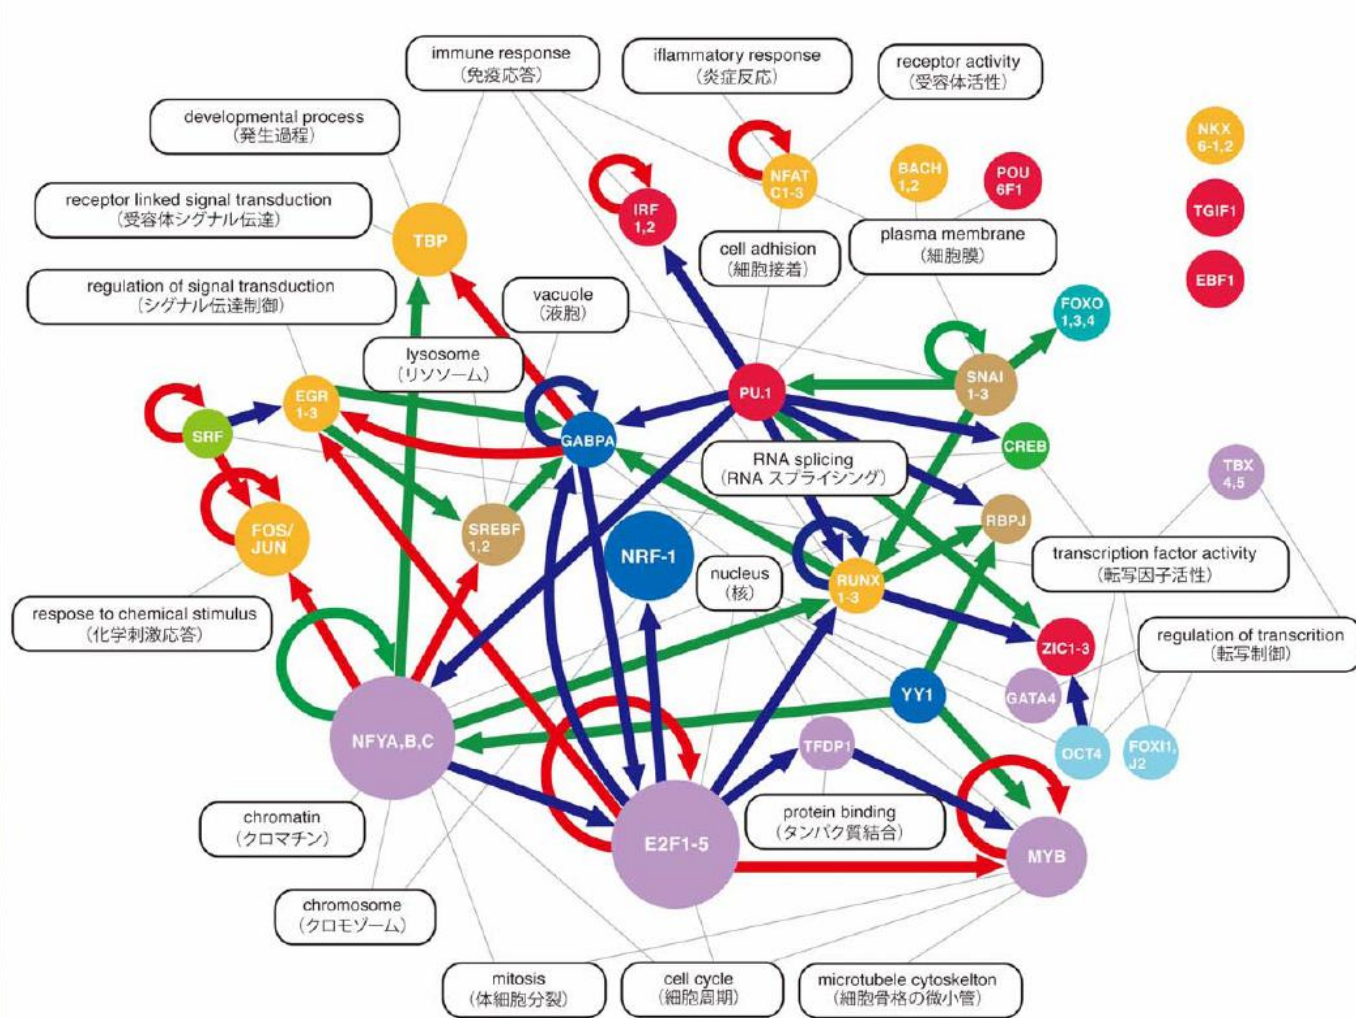 immune response
（免疫応答）
iflammatory response
（炎症反応）
receptor activity
（受容体活性）
developmental process
（発生過程）
NKX
6-1,2
NFAT
C1-3
BACH
1,2
POU
6F1
receptor linked signal transduction
（受容体シグナル伝達）
IRF
1,2
TGIF1
TBP
cell adhision
（細胞接着）
plasma membrane
（細胞膜）
regulation of signal transduction
（シグナル伝達制御）
vacuole
（液胞）
EBF1
FOXO
1,3,4
lysosome
（リソソーム）
EGR
1-3
PU.1
SNAI
1-3
SRF
GABPA
CREB
RNA splicing
（RNA スプライシング）
TBX
4,5
FOS/
JUN
SREBF
1,2
RBPJ
NRF-1
transcription factor activity
（転写因子活性）
nucleus
（核）
RUNX
1-3
respose to chemical stimulus
（化学刺激応答）
ZIC1-3
regulation of transcrition
（転写制御）
YY1
GATA4
NFYA,B,C
TFDP1
OCT4
FOXI1,
J2
chromatin
（クロマチン）
protein binding
（タンパク質結合）
E2F1-5
MYB
chromosome
（クロモゾーム）
mitosis
（体細胞分裂）
cell cycle
（細胞周期）
microtubele cytoskelton
（細胞骨格の微小管）